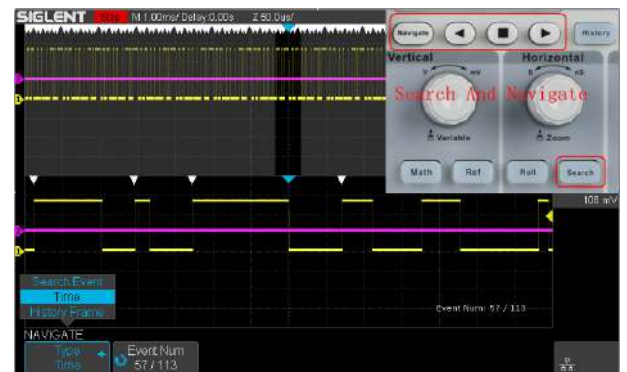 SIGLENT M 1.00ms/ Delay:0.00s Z 50.0us/
Navigate
History
Vertical
Horizontal
V mV
S nS
Search And Navigate
Variable
Zoom
Math
Ref
Roll
Search
Search Event
Time
History Frame
Event Num: 57 / 113
NAVIGATE
Type
Time
Event Num
57 / 113